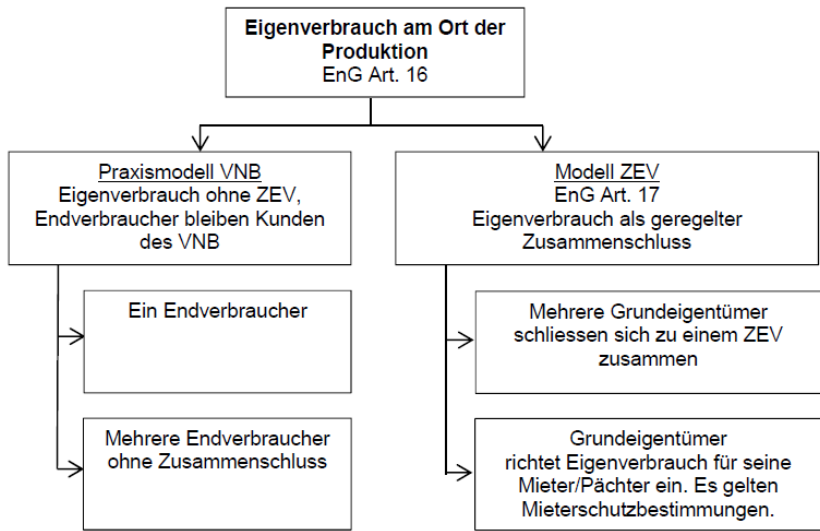 Eigenverbrauch am Ort der
Produktion
EnG Art. 16
Praxismodell VNB
Eigenverbrauch ohne ZEV,
Endverbraucher bleiben Kunden
des VNB
Modell ZEV
EnG Art. 17
Eigenverbrauch als geregelter
Zusammenschluss
Ein Endverbraucher
Mehrere Endverbraucher
ohne Zusammenschluss
Mehrere Grundeigentümer
schliessen sich zu einem ZEV
zusammen
Grundeigentümer
richtet Eigenverbrauch für seine
Mieter/Pächter ein. Es gelten
Mieterschutzbestimmungen.